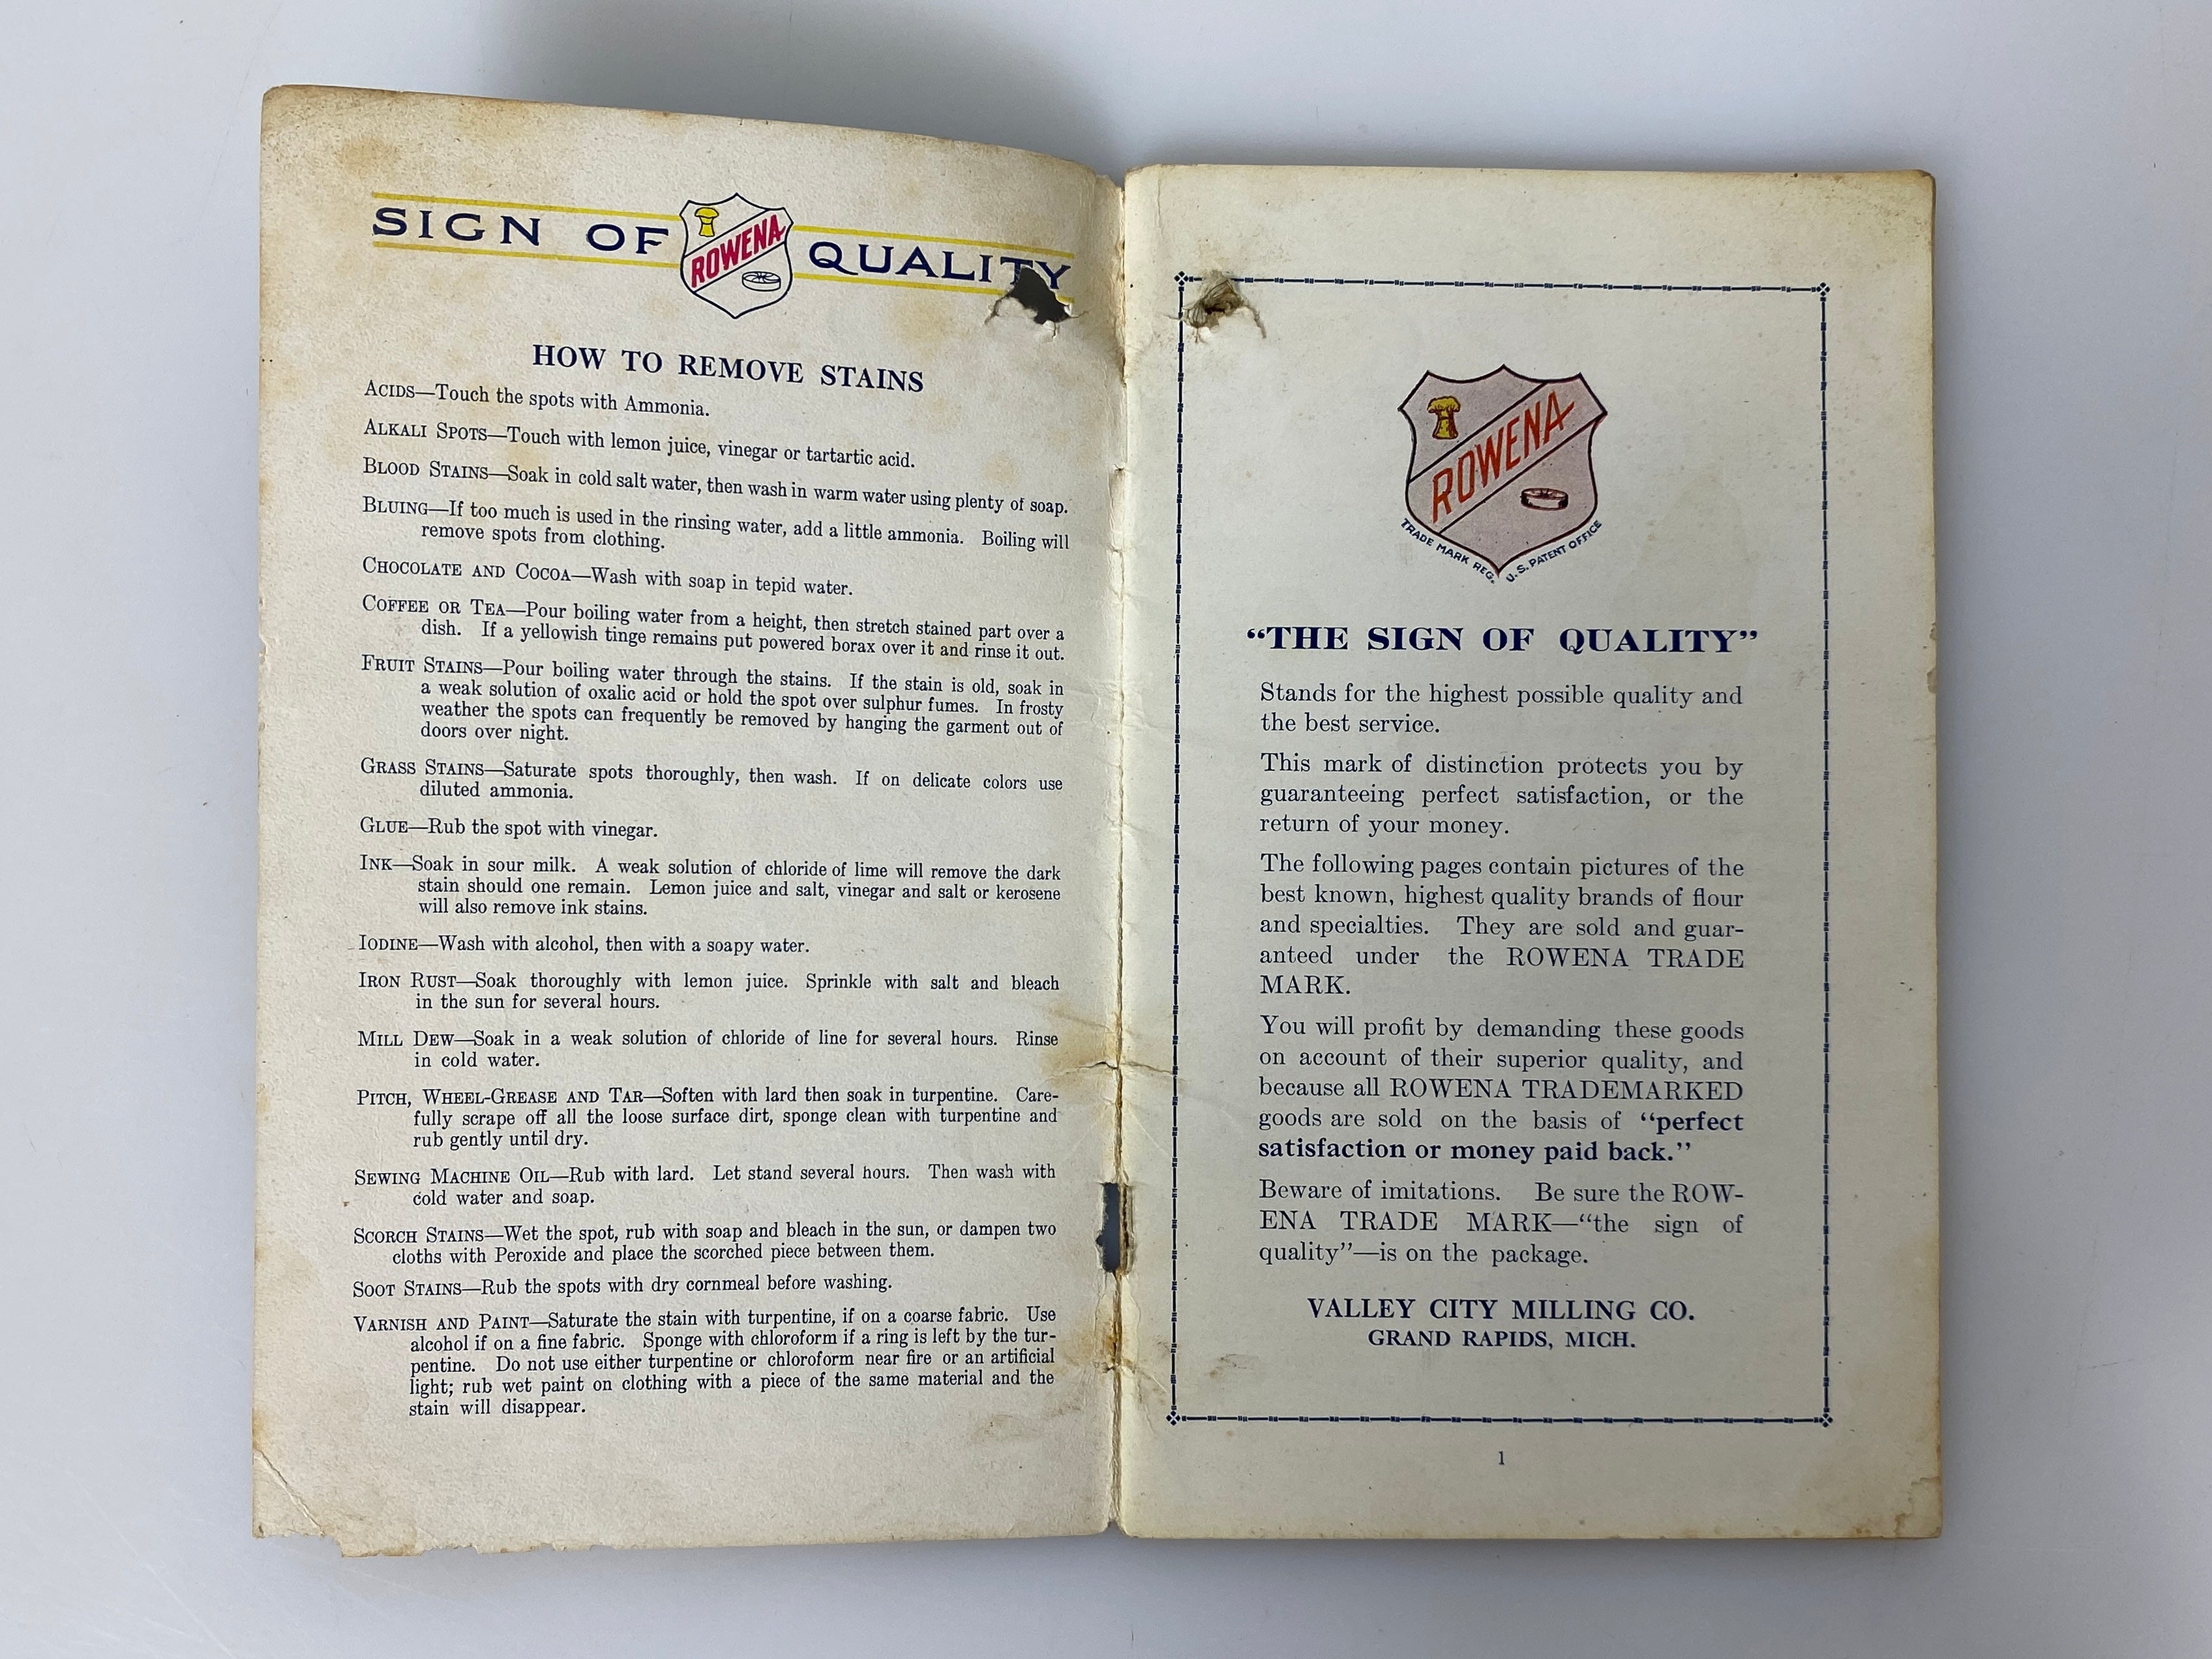 SIGN OF ROWENA QUALITY
HOW TO REMOVE STAINS
ACIDS—Touch the spots with Ammonia.
ALKALI SPOTS—Touch with lemon juice, vinegar or tartartic acid.
BLOOD STAINS—Soak in cold salt water, then wash in warm water using plenty of soap.
BLUING—If too much is used in the rinsing water, add a little ammonia. Boiling will
remove spots from clothing.
CHOCOLATE AND COCOA—Wash with soap in tepid water.
COFFEE OR TEA—Pour boiling water from a height, then stretch stained part over a
dish. If a yellowish tinge remains put powered borax over it and rinse it out.
FRUIT STAINS—Pour boiling water through the stains. If the stain is old, soak in
a weak solution of oxalic acid or hold the spot over sulphur fumes. In frosty
weather the spots can frequently be removed by hanging the garment out of
doors over night.
GRASS STAINS—Saturate spots thoroughly, then wash. If on delicate colors use
diluted ammonia.
GLUE—Rub the spot with vinegar.
INK—Soak in sour milk. A weak solution of chloride of lime will remove the dark
stain should one remain. Lemon juice and salt, vinegar and salt or kerosene
will also remove ink stains.
IODINE—Wash with alcohol, then with a soapy water.
IRON RUST—Soak thoroughly with lemon juice. Sprinkle with salt and bleach
in the sun for several hours.
MILL DEW—Soak in a weak solution of chloride of line for several hours. Rinse
in cold water.
PITCH, WHEEL-GREASE AND TAR—Soften with lard then soak in turpentine. Care-
fully scrape off all the loose surface dirt, sponge clean with turpentine and
rub gently until dry.
SEWING MACHINE OIL—Rub with lard. Let stand several hours. Then wash with
cold water and soap.
SCORCH STAINS—Wet the spot, rub with soap and bleach in the sun, or dampen two
cloths with Peroxide and place the scorched piece between them.
SOOT STAINS—Rub the spots with dry cornmeal before washing.
VARNISH AND PAINT—Saturate the stain with turpentine, if on a coarse fabric. Use
alcohol if on a fine fabric. Sponge with chloroform if a ring is left by the tur-
pentine. Do not use either turpentine or chloroform near fire or an artificial
light; rub wet paint on clothing with a piece of the same material and the
stain will disappear.
ROWENA
TRADE MARK REG. U.S. PATENT OFFICE
“THE SIGN OF QUALITY”
Stands for the highest possible quality and
the best service.
This mark of distinction protects you by
guaranteeing perfect satisfaction, or the
return of your money.
The following pages contain pictures of the
best known, highest quality brands of flour
and specialties. They are sold and guar-
anteed under the ROWENA TRADE
MARK.
You will profit by demanding these goods
on account of their superior quality, and
because all ROWENA TRADEMARKED
goods are sold on the basis of “perfect
satisfaction or money paid back.”
Beware of imitations. Be sure the ROW-
ENA TRADE MARK—“the sign of
quality”—is on the package.
VALLEY CITY MILLING CO.
GRAND RAPIDS, MICH.
1